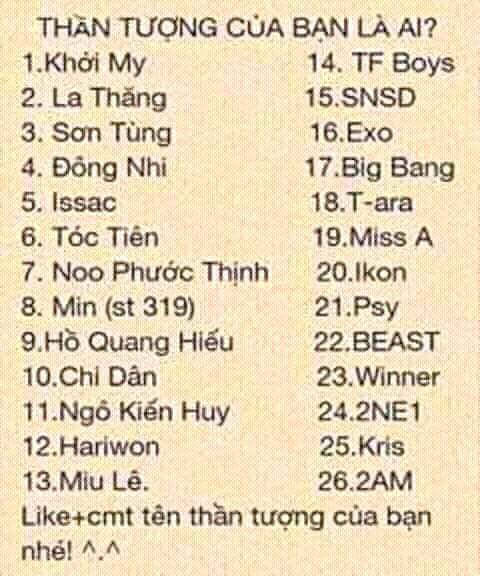 THẦN TƯỢNG CỦA BẠN LÀ AI?
1.Khởi My
2. La Thăng
3. Sơn Tùng
4. Đông Nhi
5. Issac
6. Tóc Tiên
7. Noo Phước Thịnh
8. Min (st 319)
9.Hồ Quang Hiếu
10.Chi Dân
11.Ngô Kiến Huy
12.Hariwon
13.Miu Lê.
14. TF Boys
15.SNSD
16.Exo
17.Big Bang
18.T-ara
19.Miss A
20.Ikon
21.Psy
22.BEAST
23.Winner
24.2NE1
25.Kris
26.2AM
Like+cmt tên thần tượng của bạn
nhé! ^.^